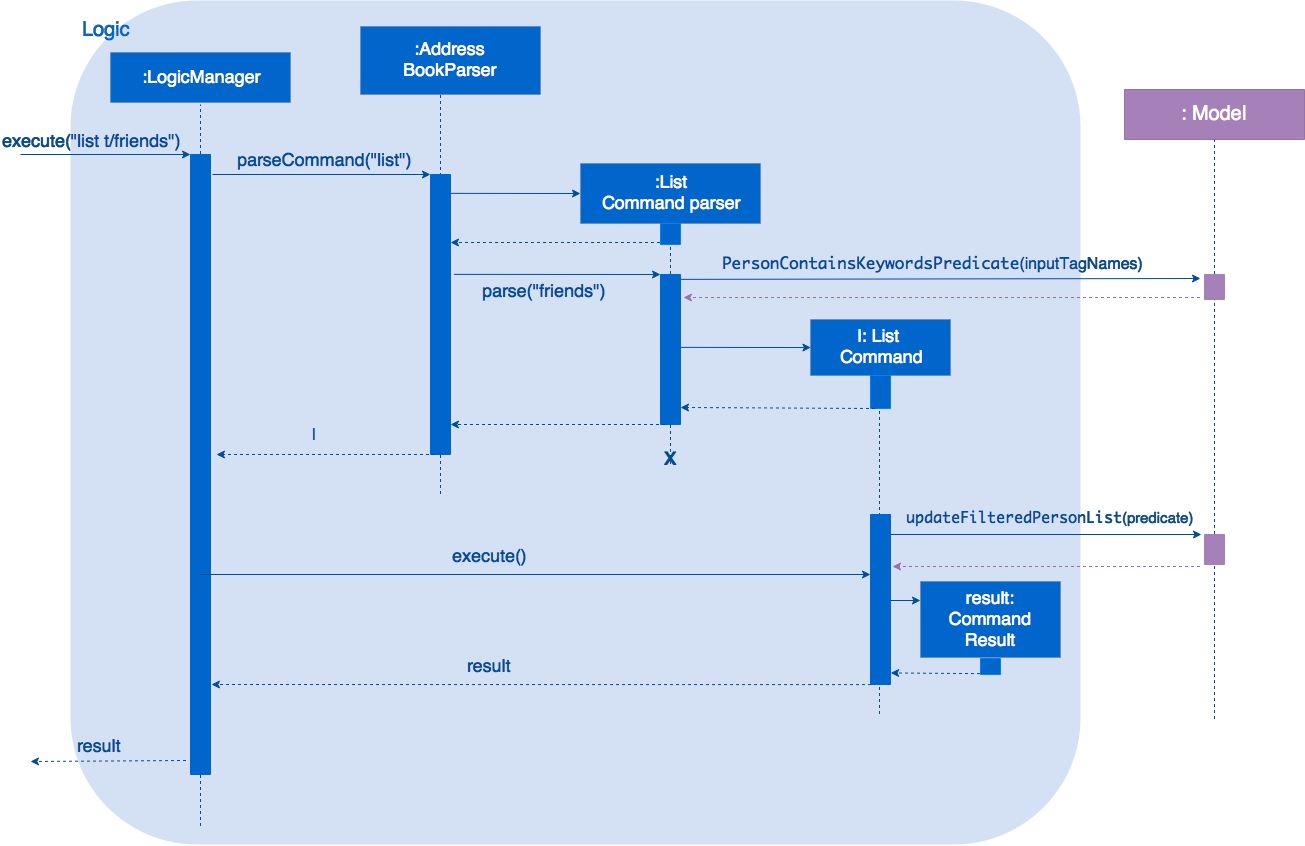 Logic
:LogicManager
:Address
BookParser
: Model
execute("list t/friends")
parseCommand("list")
:List
Command parser
PersonContainsKeywordsPredicate(inputTagNames)
parse("friends")
l: List
Command
l
X
updateFilteredPersonList(predicate)
execute()
result:
Command
Result
result
result